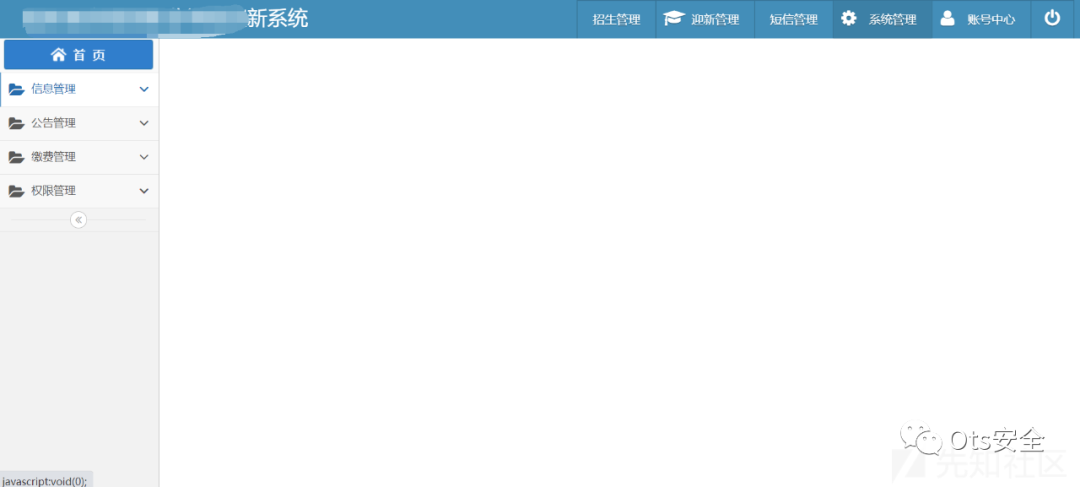 新系统
招生管理
迎新管理
短信管理
系统管理
账号中心
首 页
信息管理
公告管理
缴费管理
权限管理
Ots安全
先知社区
javascript:void(0);